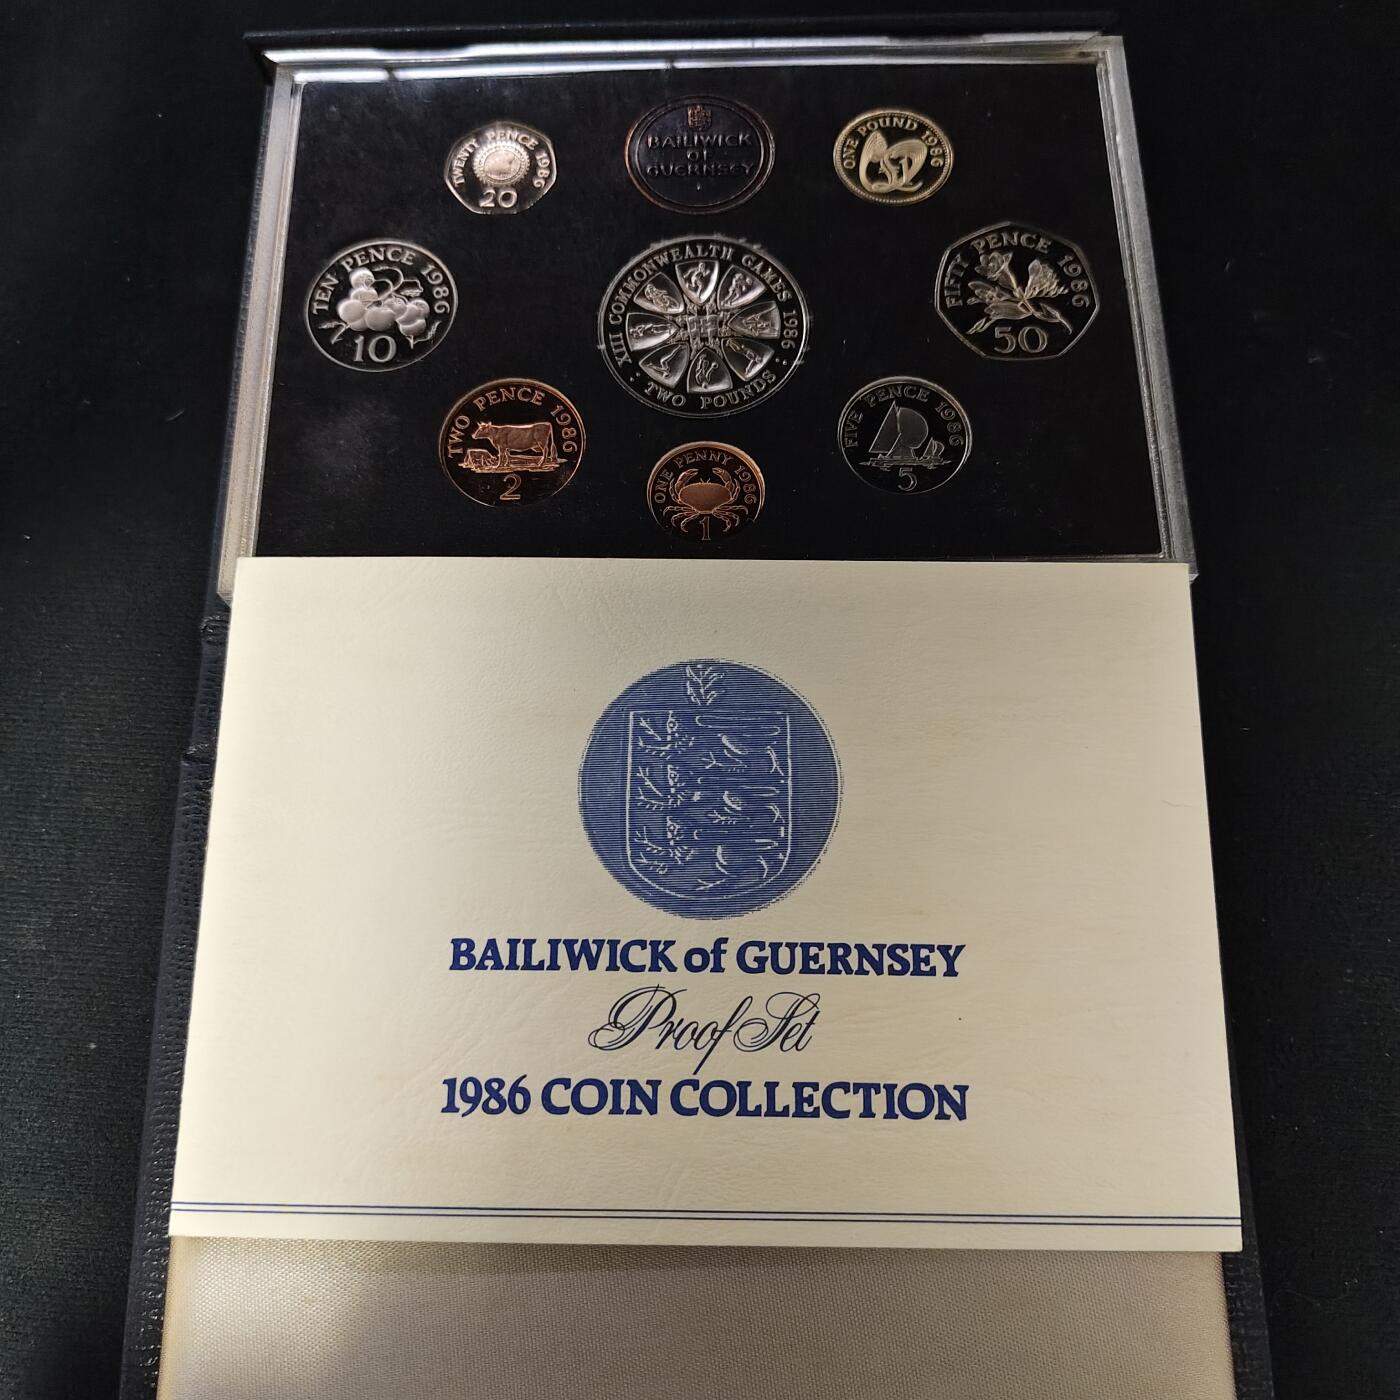 TWENTY PENCE 1986
20
BAILIWICK
OF
GUERNSEY
ONE POUND 1986
TEN PENCE 1986
10
XIII COMMONWEALTH GAMES 1986
TWO POUNDS
FIFTY PENCE 1986
50
TWO PENCE 1986
2
ONE PENNY 1986
1
FIVE PENCE 1986
5
BAILIWICK of GUERNSEY
Proof Set
1986 COIN COLLECTION